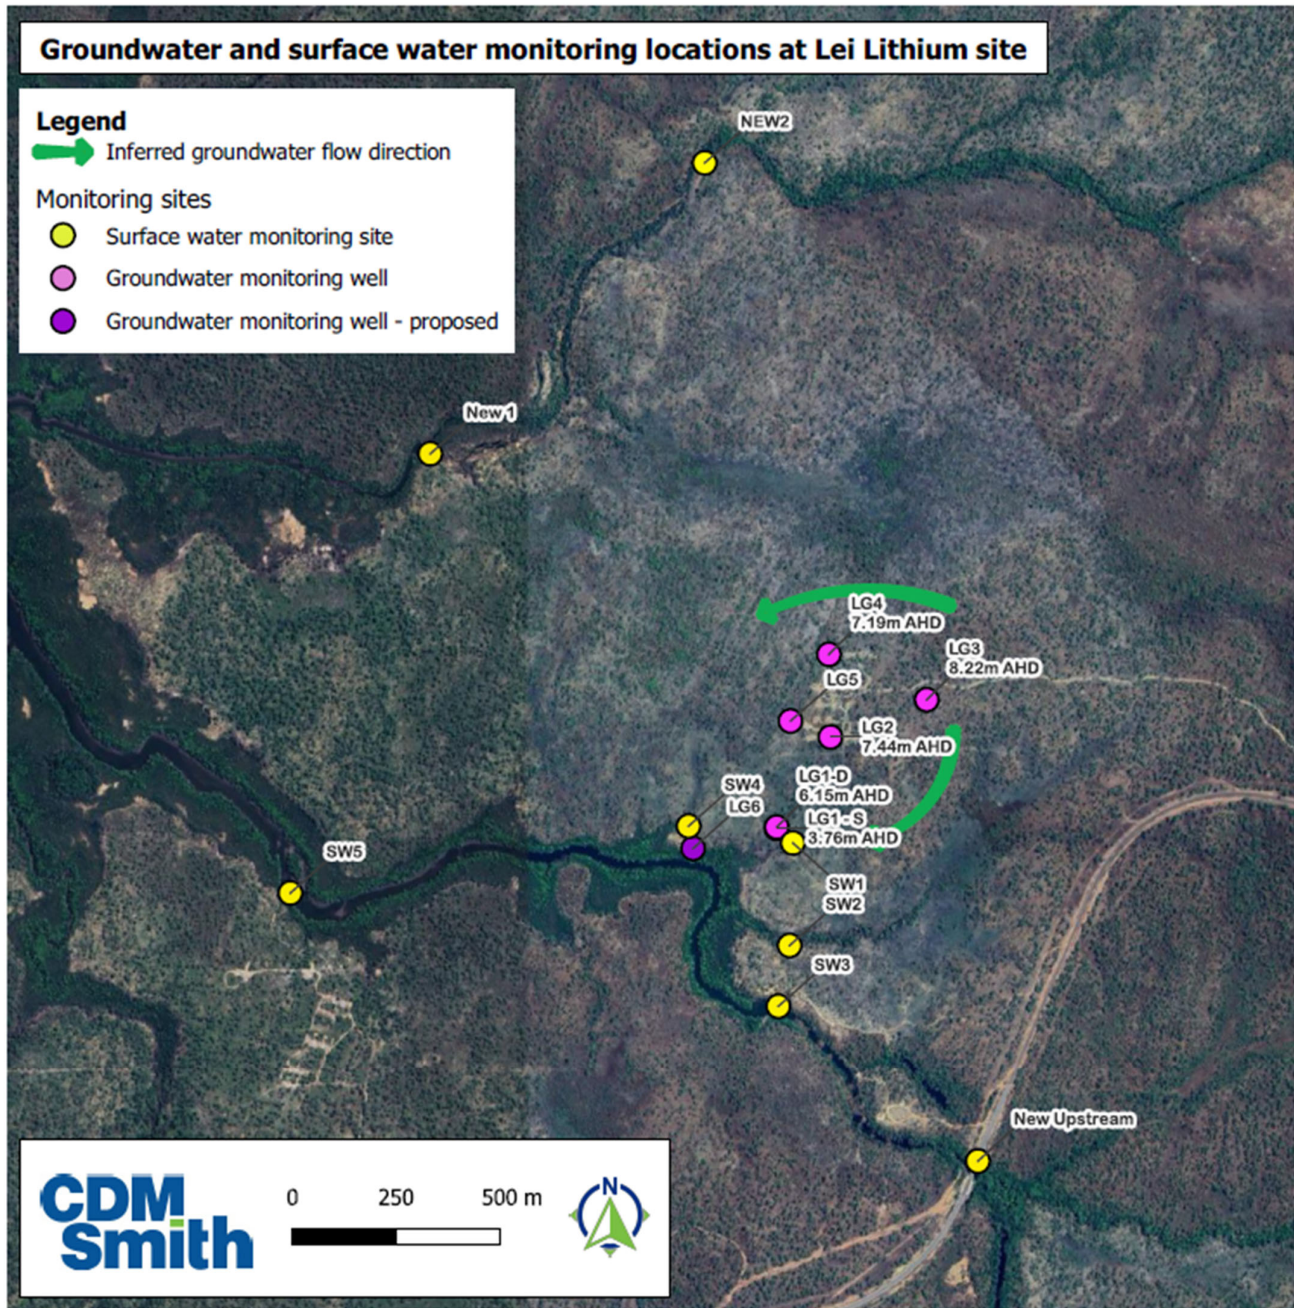 Groundwater and surface water monitoring locations at Lei Lithium site
Legend
Inferred groundwater flow direction
Monitoring sites
Surface water monitoring site
Groundwater monitoring well
Groundwater monitoring well - proposed
NEW2
New 1
LG4
7.19m AHD
LG3
8.22m AHD
LG5
LG2
7.44m AHD
LG1-D
6.15m AHD
LG1 - S
3.76m AHD
SW4
LG6
SW5
SW1
SW2
SW3
New Upstream
CDM
Smith
0 250 500 m
N